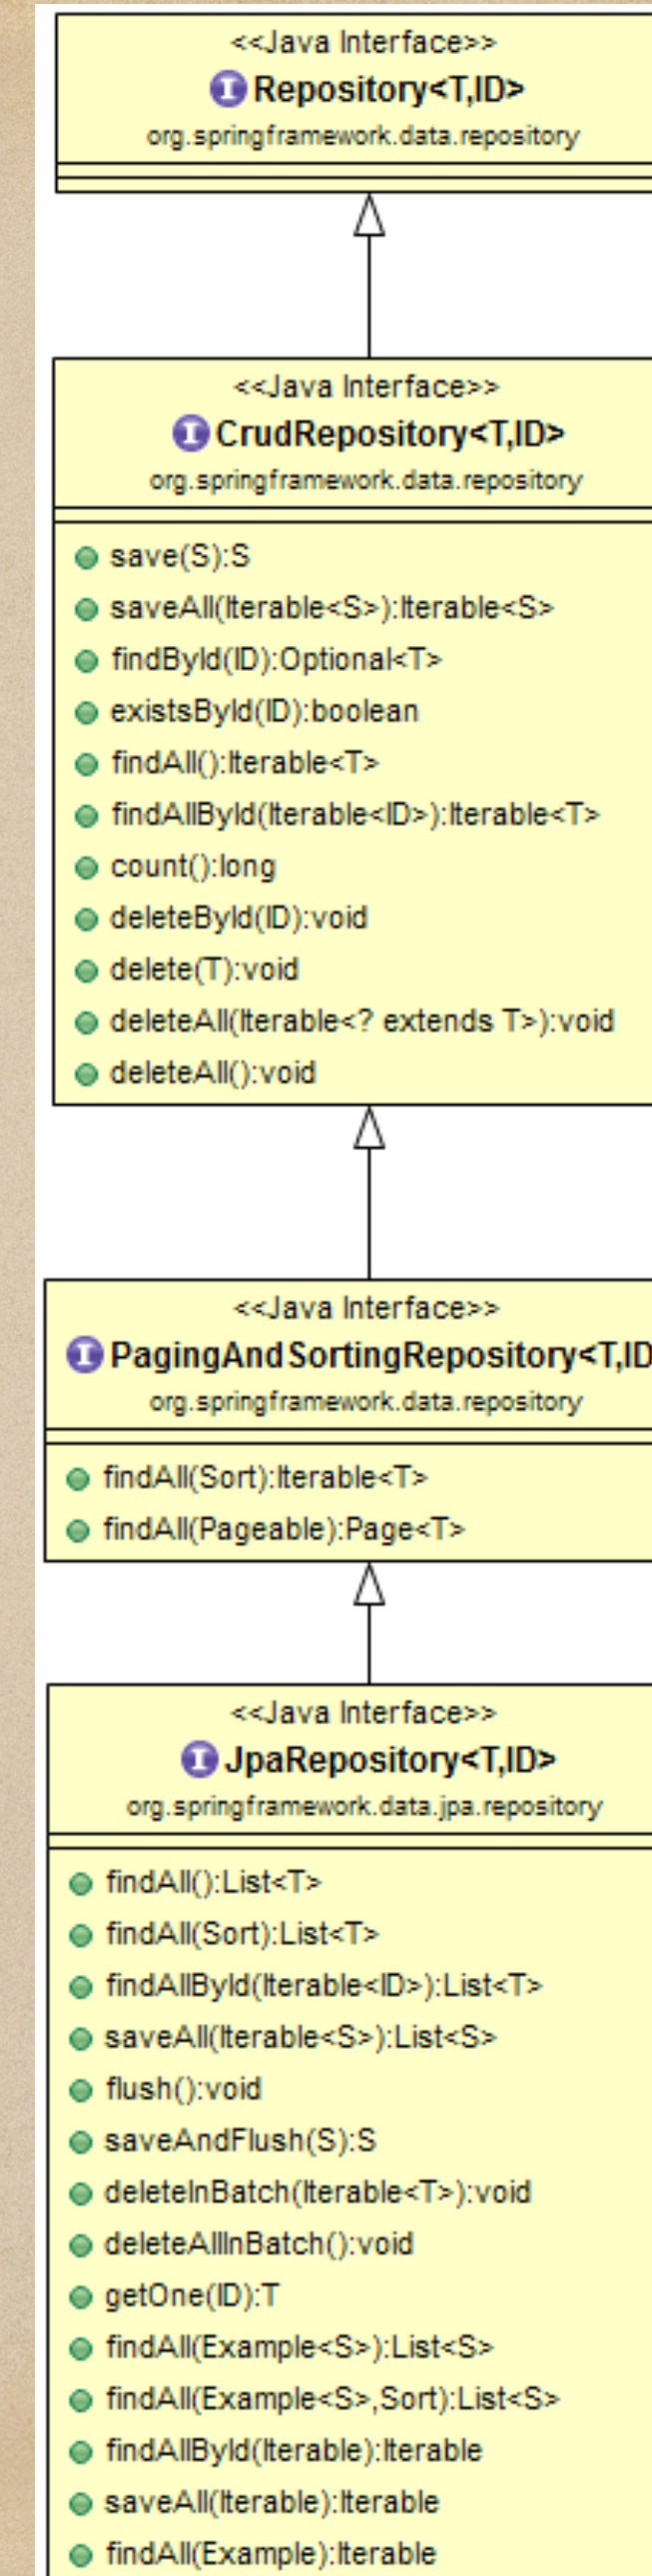 <<Java Interface>>
I Repository<T,ID>
org.springframework.data.repository
<<Java Interface>>
I CrudRepository<T,ID>
org.springframework.data.repository
save(S):S
saveAll(Iterable<S>):Iterable<S>
findById(ID):Optional<T>
existsById(ID):boolean
findAll():Iterable<T>
findAllById(Iterable<ID>):Iterable<T>
count():long
deleteById(ID):void
delete(T):void
deleteAll(Iterable<? extends T>):void
deleteAll():void
<<Java Interface>>
I PagingAndSortingRepository<T,ID
org.springframework.data.repository
findAll(Sort):Iterable<T>
findAll(Pageable):Page<T>
<<Java Interface>>
I JpaRepository<T,ID>
org.springframework.data.jpa.repository
findAll():List<T>
findAll(Sort):List<T>
findAllById(Iterable<ID>):List<T>
saveAll(Iterable<S>):List<S>
flush():void
saveAndFlush(S):S
deleteInBatch(Iterable<T>):void
deleteAllInBatch():void
getOne(ID):T
findAll(Example<S>):List<S>
findAll(Example<S>,Sort):List<S>
findAllById(Iterable):Iterable
saveAll(Iterable):Iterable
findAll(Example):Iterable